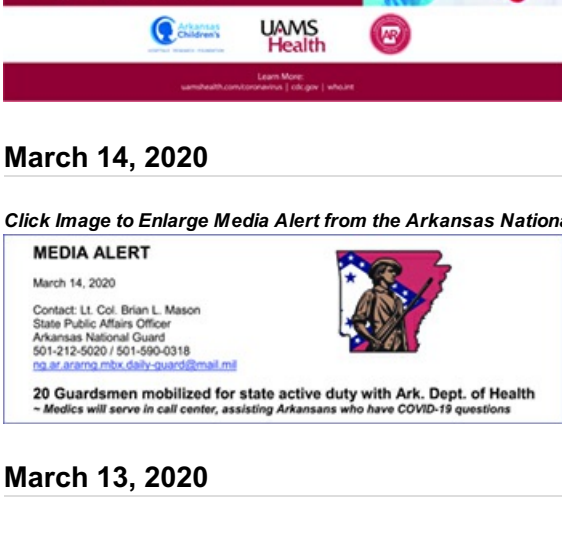 Arkansas
Children's
HOSPITALS RESEARCH FOUNDATION
UAMS
Health
AR
Learn More:
uamshealth.com/coronavirus | cdc.gov | who.int
March 14, 2020
Click Image to Enlarge Media Alert from the Arkansas Nationa
MEDIA ALERT
March 14, 2020
Contact: Lt. Col. Brian L. Mason
State Public Affairs Officer
Arkansas National Guard
501-212-5020 / 501-590-0318
ng.ar.ararng.mbx.daily-guard@mail.mil
20 Guardsmen mobilized for state active duty with Ark. Dept. of Health
~ Medics will serve in call center, assisting Arkansans who have COVID-19 questions
March 13, 2020